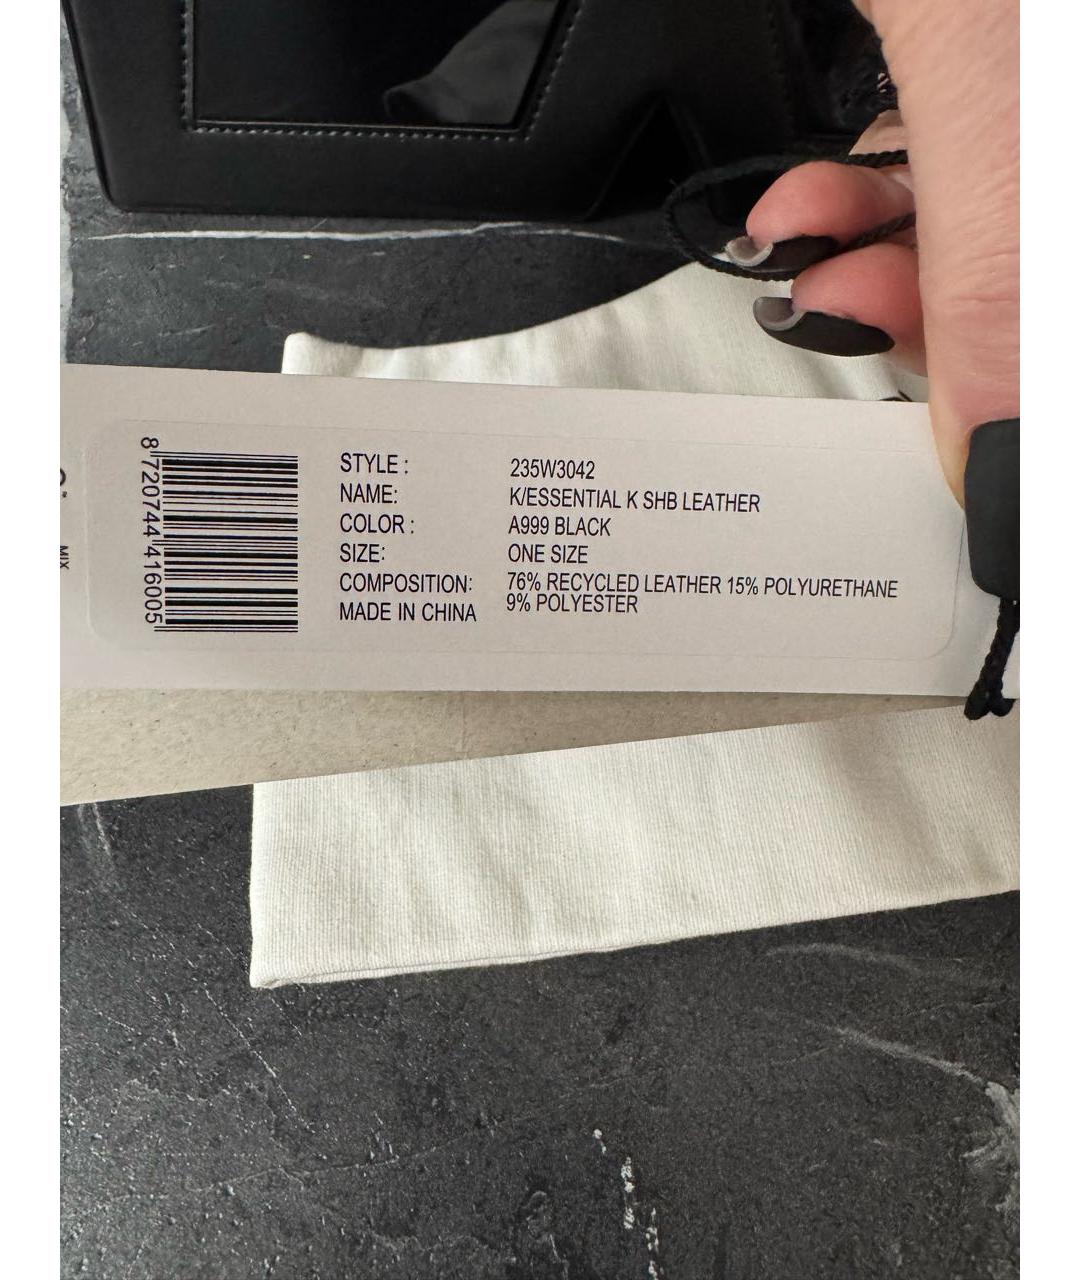 STYLE : 235W3042
NAME: K/ESSENTIAL K SHB LEATHER
COLOR : A999 BLACK
SIZE: ONE SIZE
COMPOSITION: 76% RECYCLED LEATHER 15% POLYURETHANE
9% POLYESTER
MADE IN CHINA
8 720744 416005
MIX